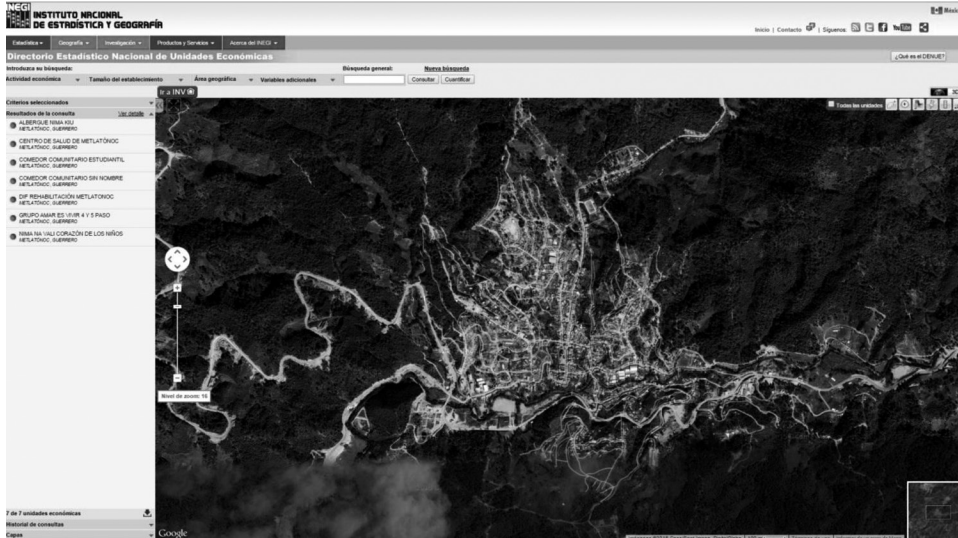 INEGI
INSTITUTO NACIONAL
DE ESTADÍSTICA Y GEOGRAFÍA
Inicio | Contacto | Síguenos:
Estadística Geografía Investigación Productos y Servicios Acerca del INEGI
Directorio Estadístico Nacional de Unidades Económicas
¿Qué es el DENUE?
Introduzca su búsqueda: Búsqueda general: Nueva búsqueda
Actividad económica Tamaño del establecimiento Área geográfica Variables adicionales Consultar Cuantificar
Ir a INV
Criterios seleccionados
Todas las unidades
Resultados de la consulta Ver detalle
ALBERGUE NIMA KIU
METLATÓNOC, GUERRERO
CENTRO DE SALUD DE METLATÓNOC
METLATÓNOC, GUERRERO
COMEDOR COMUNITARIO ESTUDIANTIL
METLATÓNOC, GUERRERO
COMEDOR COMUNITARIO SIN NOMBRE
METLATÓNOC, GUERRERO
DIF REHABILITACIÓN METLATONOC
METLATÓNOC, GUERRERO
GRUPO AMAR ES VIVIR 4 Y 5 PASO
METLATÓNOC, GUERRERO
NIMA NA VALI CORAZÓN DE LOS NIÑOS
METLATÓNOC, GUERRERO
Nivel de zoom: 16
7 de 7 unidades económicas
Historial de consultas
Capas
Google